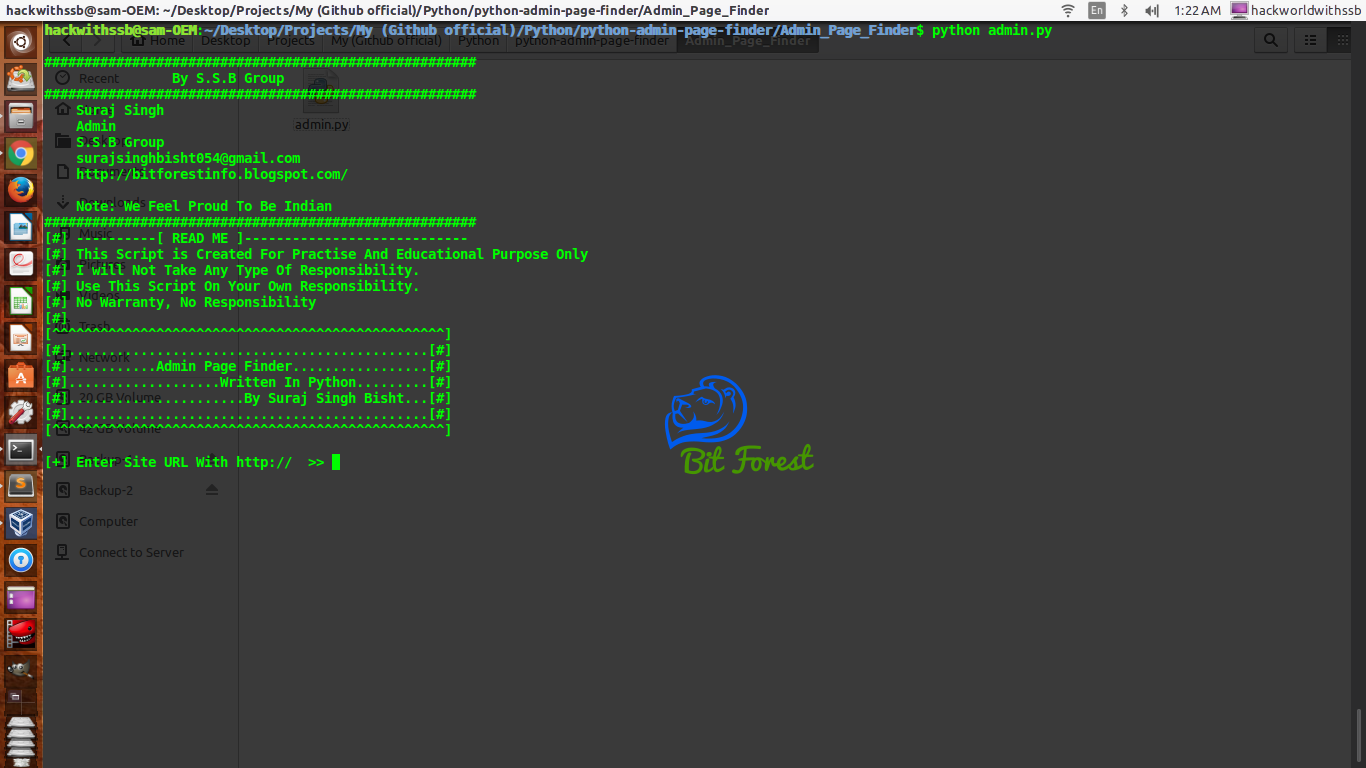 hackwithssb@sam-OEM: ~/Desktop/Projects/My (Github official)/Python/python-admin-page-finder/Admin_Page_Finder
En
1:22 AM
hackworldwithssb
hackwithssb@sam-OEM:~/Desktop/Projects/My (Github official)/Python/python-admin-page-finder/Admin_Page_Finder$ python admin.py
Home Desktop Projects My (Github official) Python python-admin-page-finder Admin_Page_Finder
######################################################
By S.S.B Group
######################################################
Suraj Singh
Admin
S.S.B Group
surajsinghbisht054@gmail.com
http://bitforestinfo.blogspot.com/
Note: We Feel Proud To Be Indian
######################################################
[#] ----------[ READ ME ]----------------------------
[#] This Script is Created For Practise And Educational Purpose Only
[#] I Will Not Take Any Type Of Responsibility.
[#] Use This Script On Your Own Responsibility.
[#] No Warranty, No Responsibility
[#]
[^^^^^^^^^^^^^^^^^^^^^^^^^^^^^^^^^^^^^^^^^^^^^^^^^]
[#].............................................[#]
[#]...........Admin Page Finder.................[#]
[#]...................Written In Python.........[#]
[#]......................By Suraj Singh Bisht...[#]
[#].............................................[#]
[^^^^^^^^^^^^^^^^^^^^^^^^^^^^^^^^^^^^^^^^^^^^^^^^^]
[+] Enter Site URL With http://  >>
Recent
Music
Trash
Network
20 GB Volume
42 GB Volume
Backup-2
Computer
Connect to Server
admin.py
Bit Forest